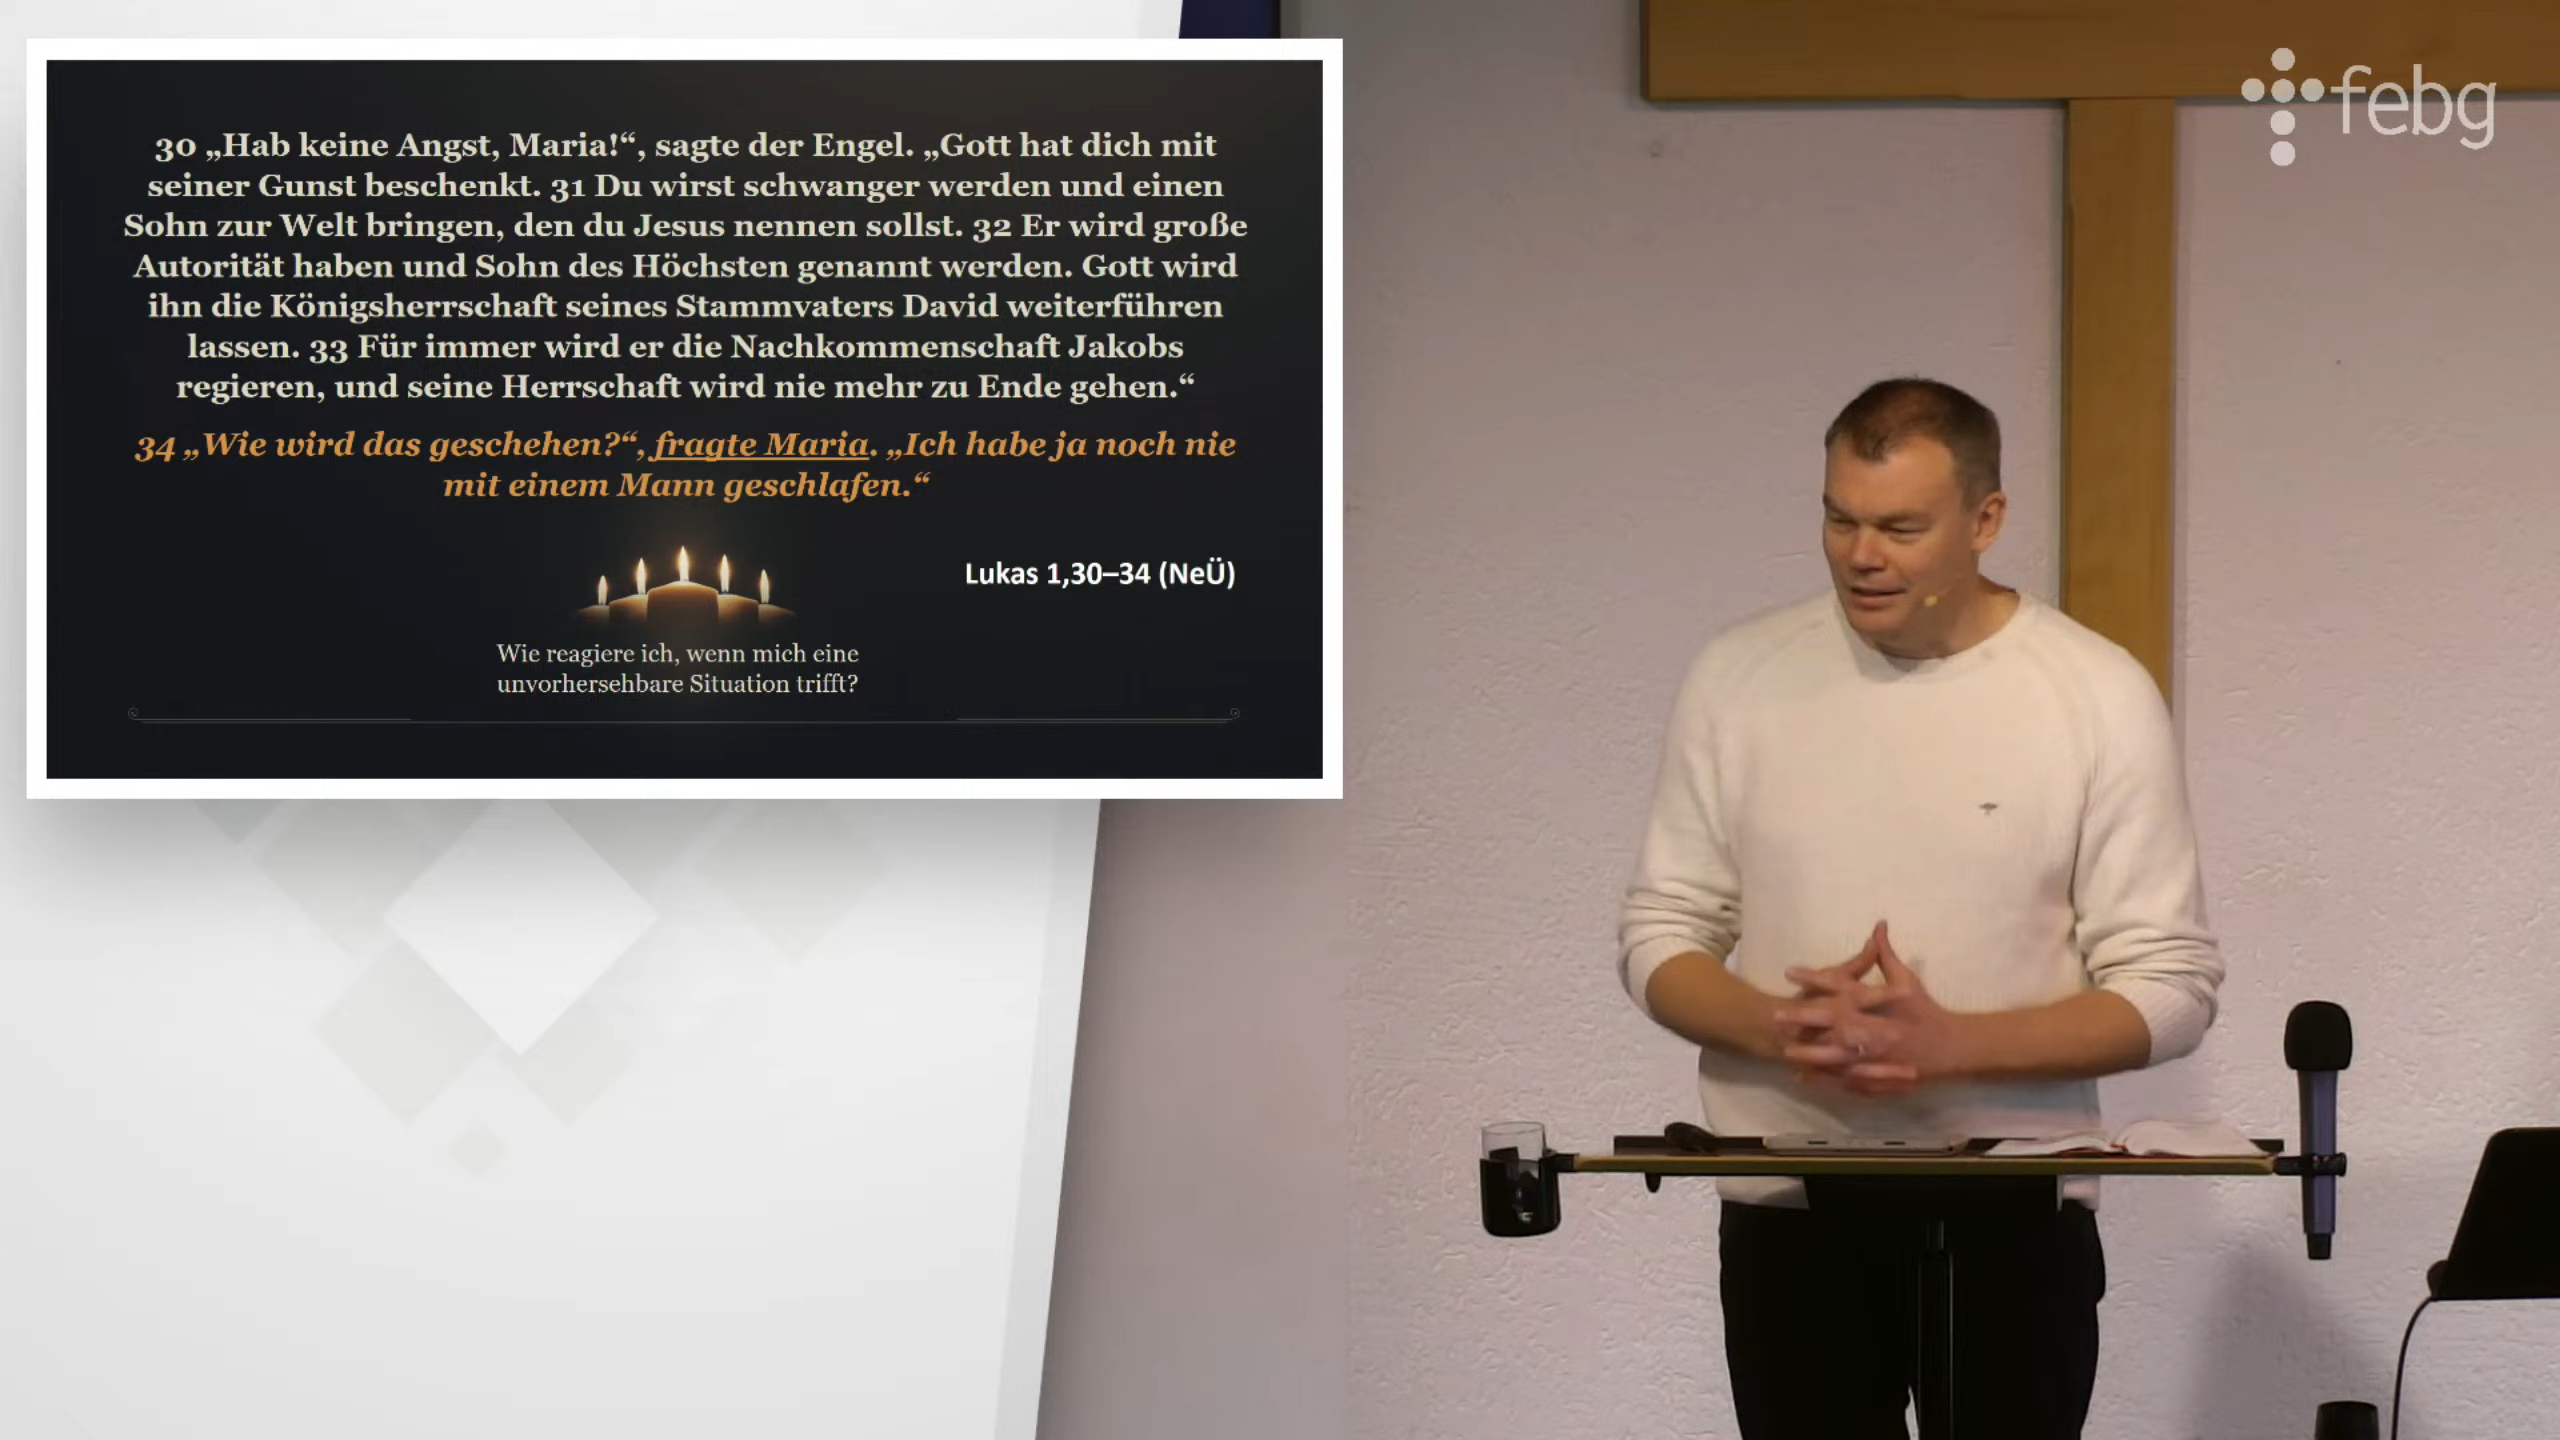 30 „Hab keine Angst, Maria!“, sagte der Engel. „Gott hat dich mit
seiner Gunst beschenkt. 31 Du wirst schwanger werden und einen
Sohn zur Welt bringen, den du Jesus nennen sollst. 32 Er wird große
Autorität haben und Sohn des Höchsten genannt werden. Gott wird
ihn die Königsherrschaft seines Stammvaters David weiterführen
lassen. 33 Für immer wird er die Nachkommenschaft Jakobs
regieren, und seine Herrschaft wird nie mehr zu Ende gehen.“
34 „Wie wird das geschehen?“, fragte Maria. „Ich habe ja noch nie
mit einem Mann geschlafen.“
Lukas 1,30–34 (NeÜ)
Wie reagiere ich, wenn mich eine
unvorhersehbare Situation trifft?
febg